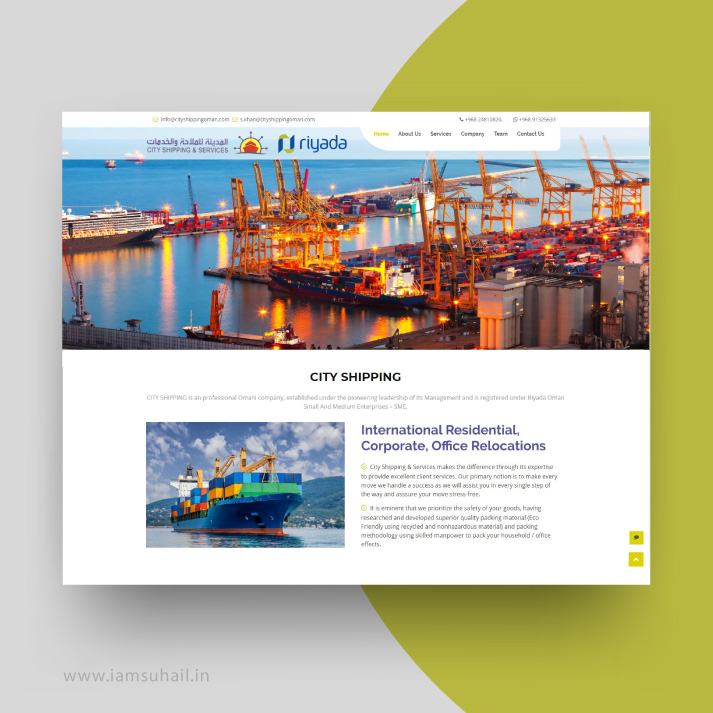 info@cityshippingoman.com s.khan@cityshippingoman.com +968 24810820, +968 91325633
المدينة للملاحة والخدمات
CITY SHIPPING & SERVICES
riyada
Home About Us Services Company Team Contact Us
CITY SHIPPING
CITY SHIPPING is an professional Omani company, established under the pioneering leadership of its Management and is registered under Riyada Oman
Small And Medium Enterprises - SME.
International Residential,
Corporate, Office Relocations
City Shipping & Services makes the difference through its expertise
to provide excellent client services. Our primary notion is to make every
move we handle a success as we will assist you in every single step of
the way and asssure your move stress free.
It is eminent that we prioritize the safety of your goods, having
researched and developed superior quality packing material (Eco
Friendly using recycled and nonhazardous material) and packing
methodology using skilled manpower to pack your household / office
effects.
www.iamsuhail.in